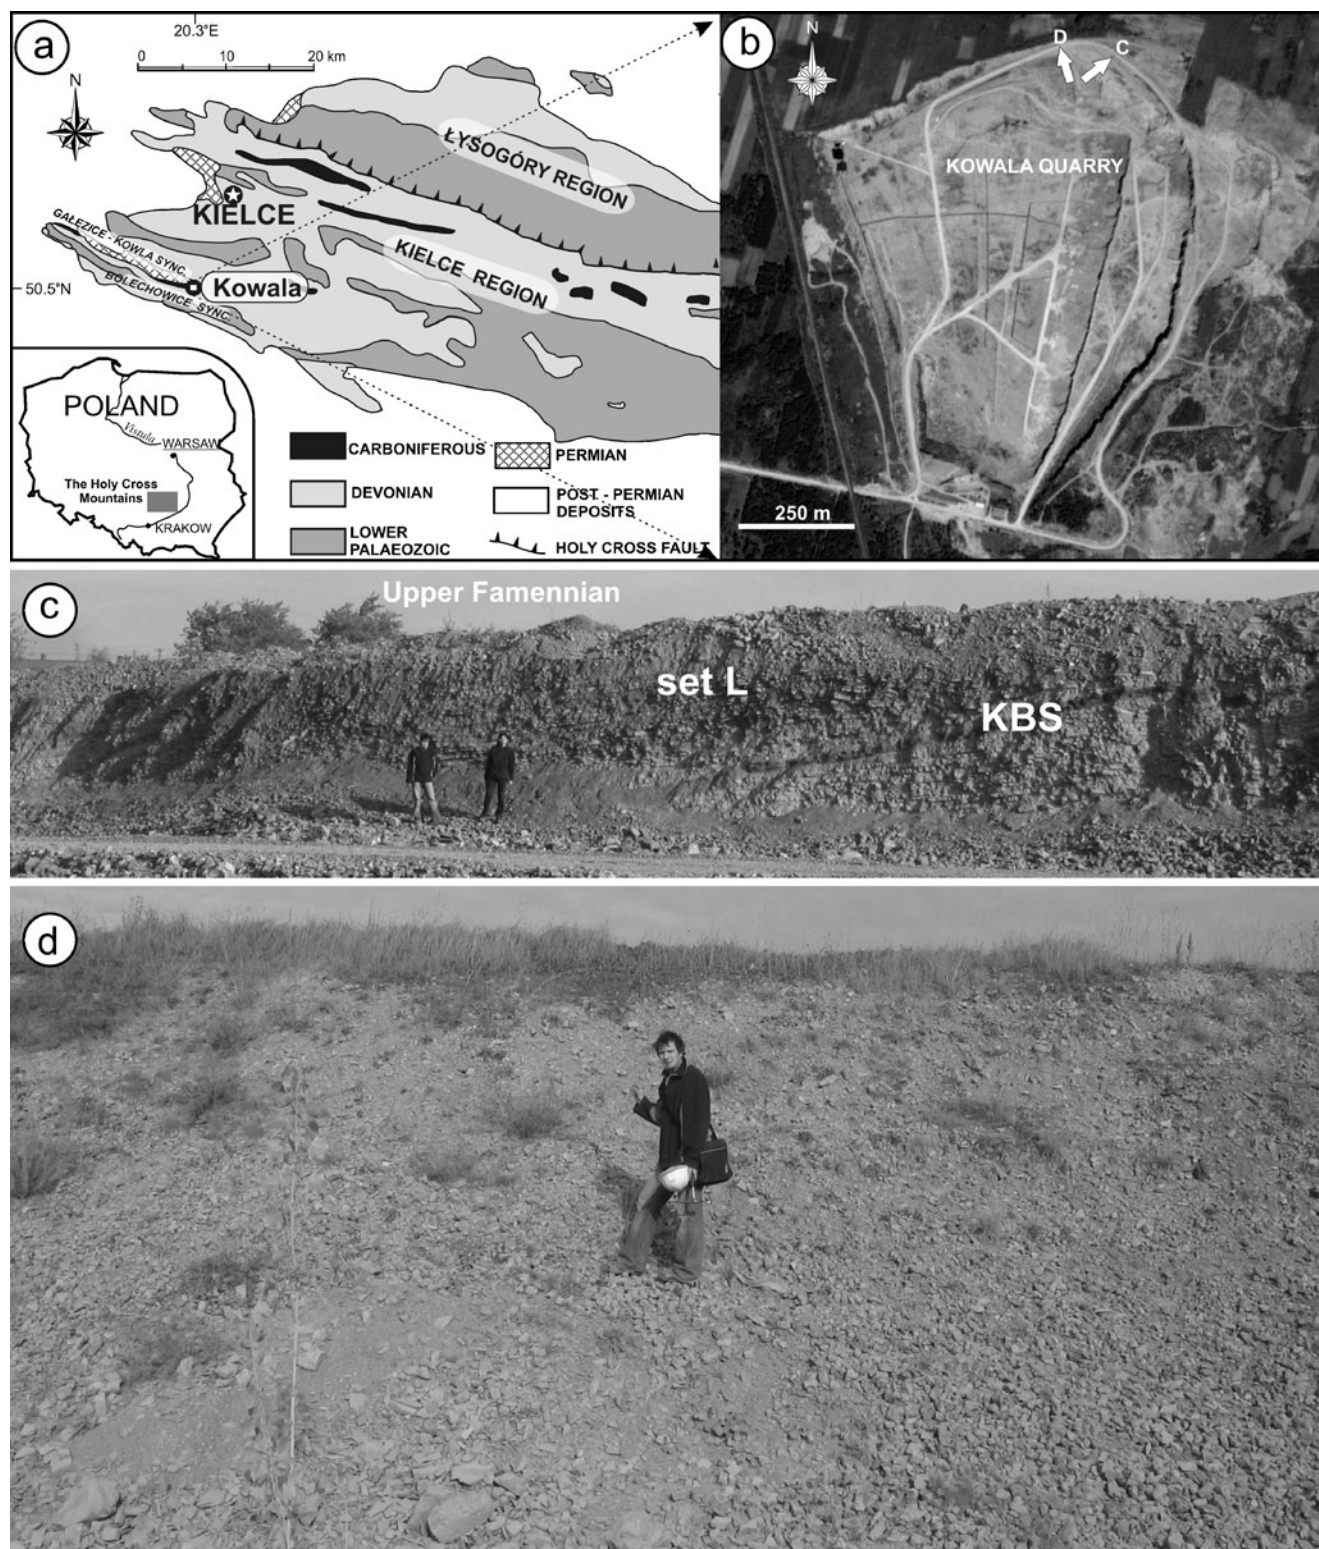 a
20.3°E
0 10 20 km
N
ŁYSOGÓRY REGION
KIELCE
KIELCE REGION
GAŁĘZICE - KOWLA SYNC.
50.5°N
Kowala
BOLECHOWICE SYNC.
POLAND
Vistula
WARSAW
The Holy Cross
Mountains
KRAKOW
CARBONIFEROUS
DEVONIAN
LOWER
PALAEOZOIC
PERMIAN
POST - PERMIAN
DEPOSITS
HOLY CROSS FAULT
b
N
D
C
KOWALA QUARRY
250 m
c
Upper Famennian
set L
KBS
d